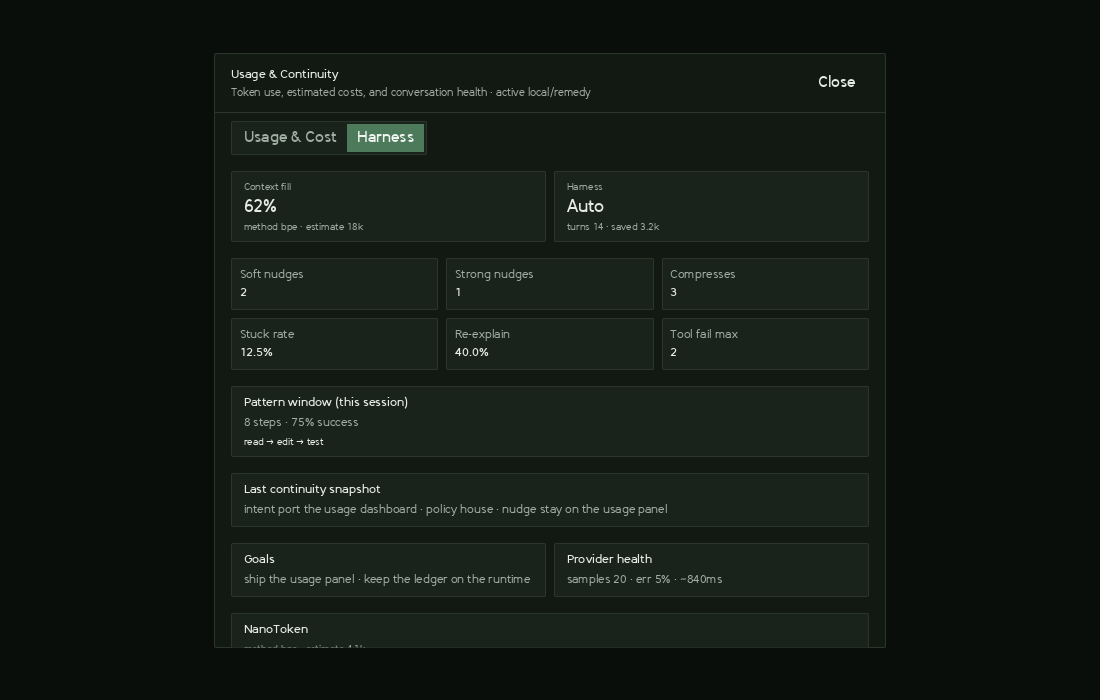 Usage & Continuity
Token use, estimated costs, and conversation health · active local/remedy
Close
Usage & Cost
Harness
Context fill
62%
method bpe · estimate 18k
Harness
Auto
turns 14 · saved 3.2k
Soft nudges
2
Strong nudges
1
Compresses
3
Stuck rate
12.5%
Re-explain
40.0%
Tool fail max
2
Pattern window (this session)
8 steps · 75% success
read → edit → test
Last continuity snapshot
intent port the usage dashboard · policy house · nudge stay on the usage panel
Goals
ship the usage panel · keep the ledger on the runtime
Provider health
samples 20 · err 5% · ~840ms
NanoToken
method bpe · estimate